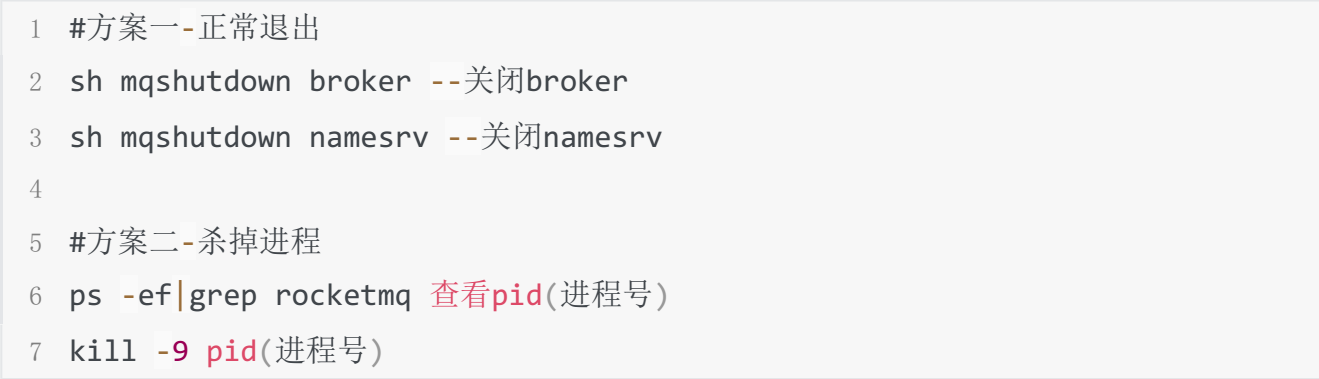 1 #方案一-正常退出
2 sh mqshutdown broker --关闭broker
3 sh mqshutdown namesrv --关闭namesrv
4
5 #方案二-杀掉进程
6 ps -ef|grep rocketmq 查看pid(进程号)
7 kill -9 pid(进程号)